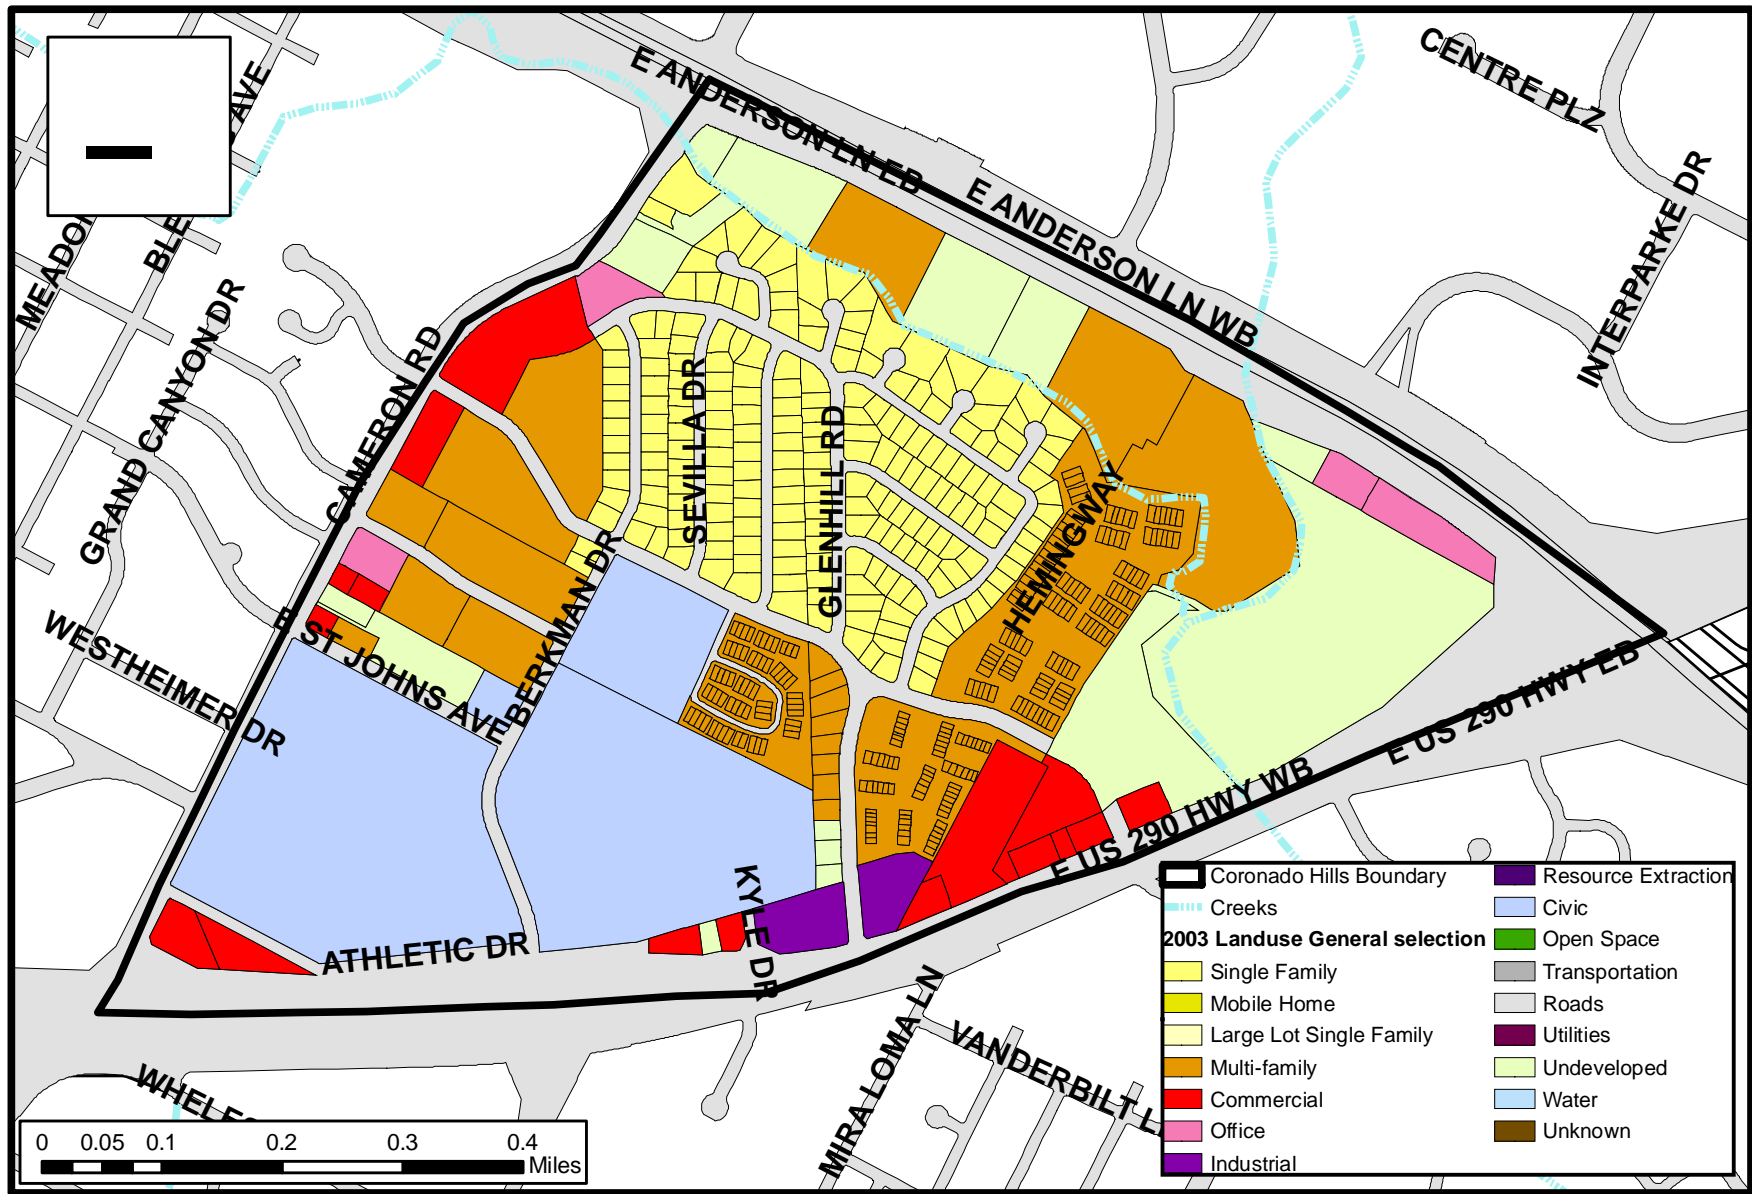 E ANDERSON LN EB
CENTRE PLZ
AVE
E ANDERSON LN WB
INTERPARKE DR
BLE
GRAND CANYON DR
CAMERON RD
SEVILLA DR
GLENHILL RD
HEMINGWAY
WESTHEIMER DR
E ST JOHNS AVE
BERKMAN DR
E US 290 HWY EB
E US 290 HWY WB
KYLE DR
ATHLETIC DR
MIRA LOMA LN
VANDERBILT L
Coronado Hills Boundary
Creeks
2003 Landuse General selection
Single Family
Mobile Home
Large Lot Single Family
Multi-family
Commercial
Office
Industrial
Resource Extraction
Civic
Open Space
Transportation
Roads
Utilities
Undeveloped
Water
Unknown
0 0.05 0.1 0.2 0.3 0.4
Miles